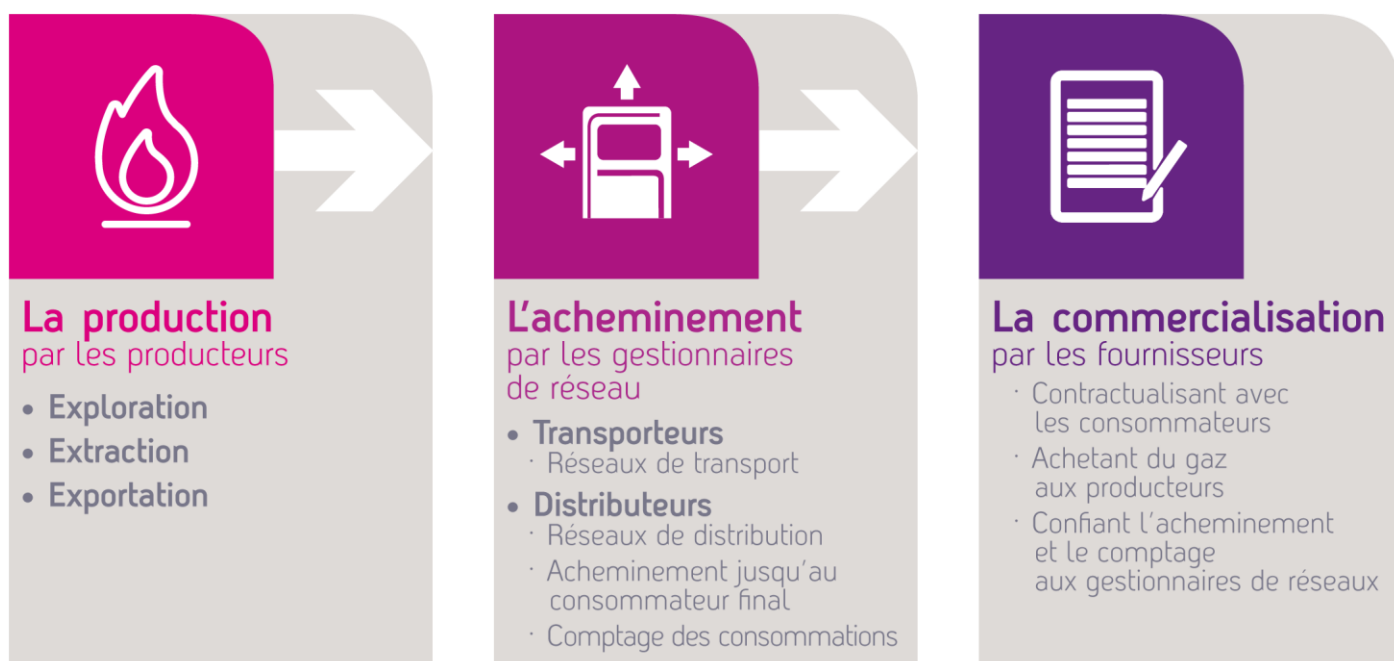 La production
par les producteurs
• Exploration
• Extraction
• Exportation
L'acheminement
par les gestionnaires
de réseau
• Transporteurs
· Réseaux de transport
• Distributeurs
· Réseaux de distribution
· Acheminement jusqu'au
consommateur final
· Comptage des consommations
La commercialisation
par les fournisseurs
· Contractualisant avec
les consommateurs
· Achetant du gaz
aux producteurs
· Confiant l'acheminement
et le comptage
aux gestionnaires de réseaux